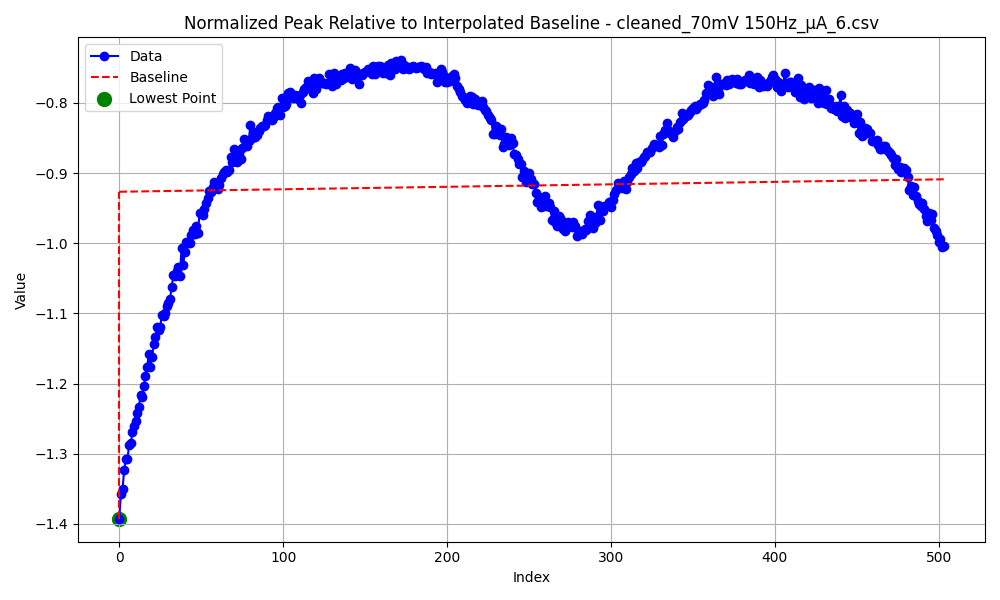 Normalized Peak Relative to Interpolated Baseline - cleaned_70mV 150Hz_μA_6.csv
Data
Baseline
Lowest Point
−0.8
−0.9
−1.0
−1.1
−1.2
−1.3
−1.4
Value
0 100 200 300 400 500
Index